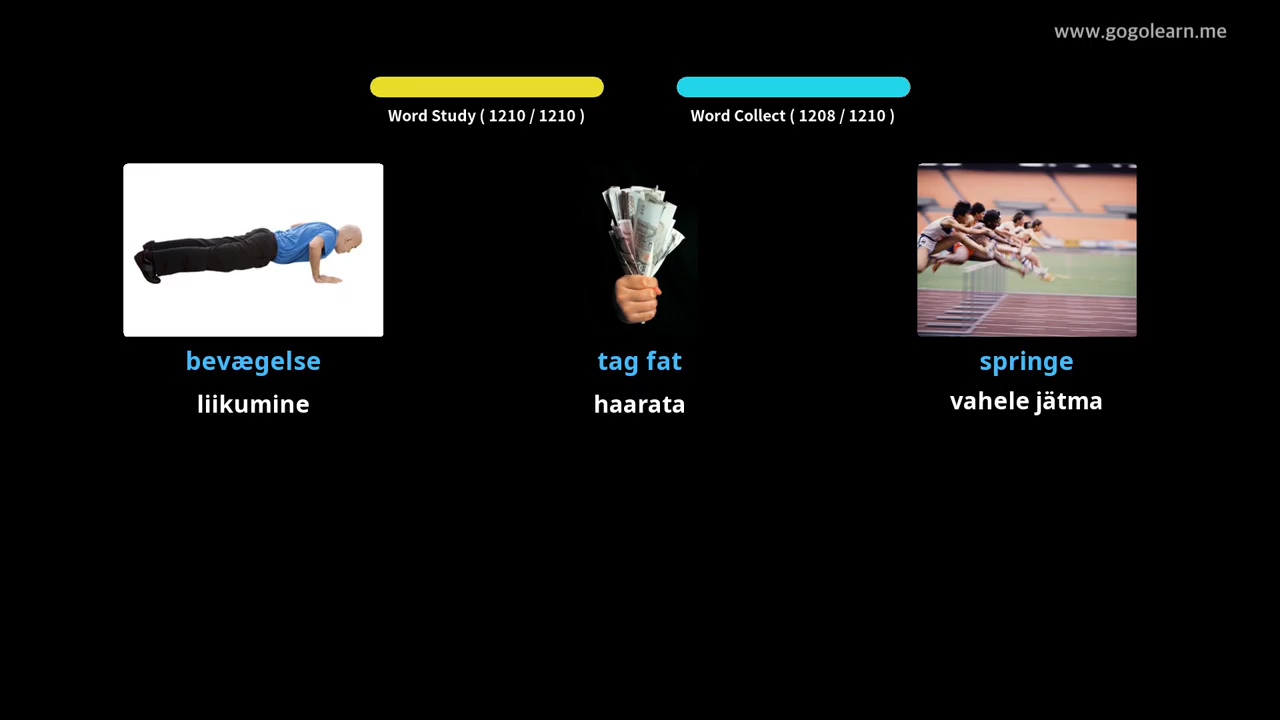 www.gogolearn.me
Word Study ( 1210 / 1210 )
Word Collect ( 1208 / 1210 )
bevægelse
tag fat
springe
liikumine
haarata
vahele jätma